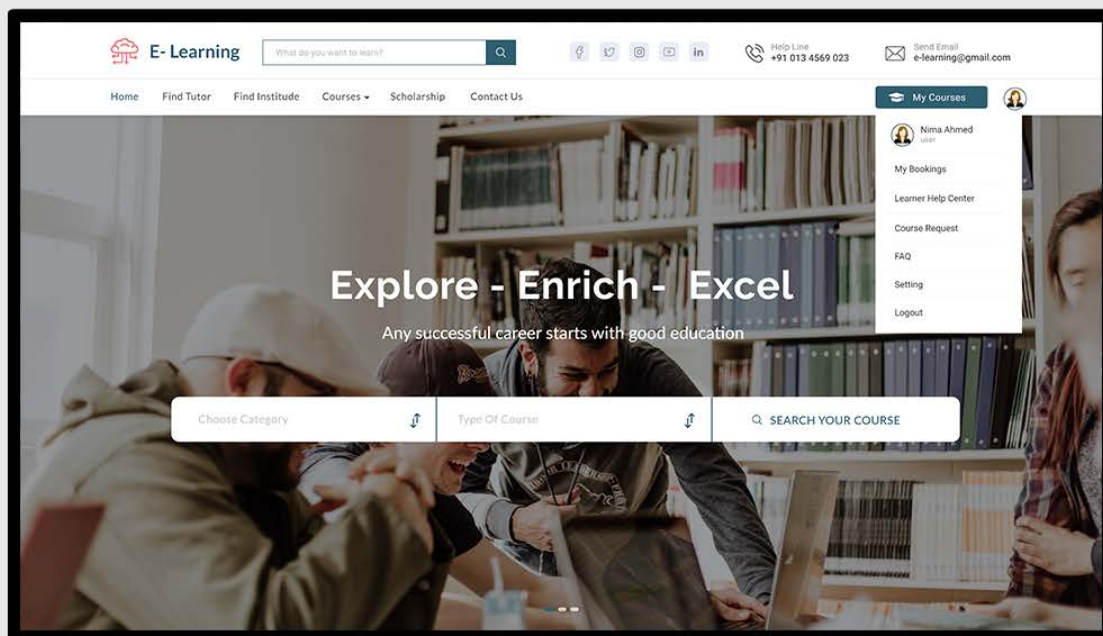 E- Learning
What do you want to learn?
Help Line
+91 013 4569 023
Send Email
e-learning@gmail.com
Home
Find Tutor
Find Institude
Courses
Scholarship
Contact Us
My Courses
Nima Ahmed
user
My Bookings
Learner Help Center
Course Request
FAQ
Setting
Logout
Explore - Enrich - Excel
Any successful career starts with good education
Choose Category
Type Of Course
SEARCH YOUR COURSE